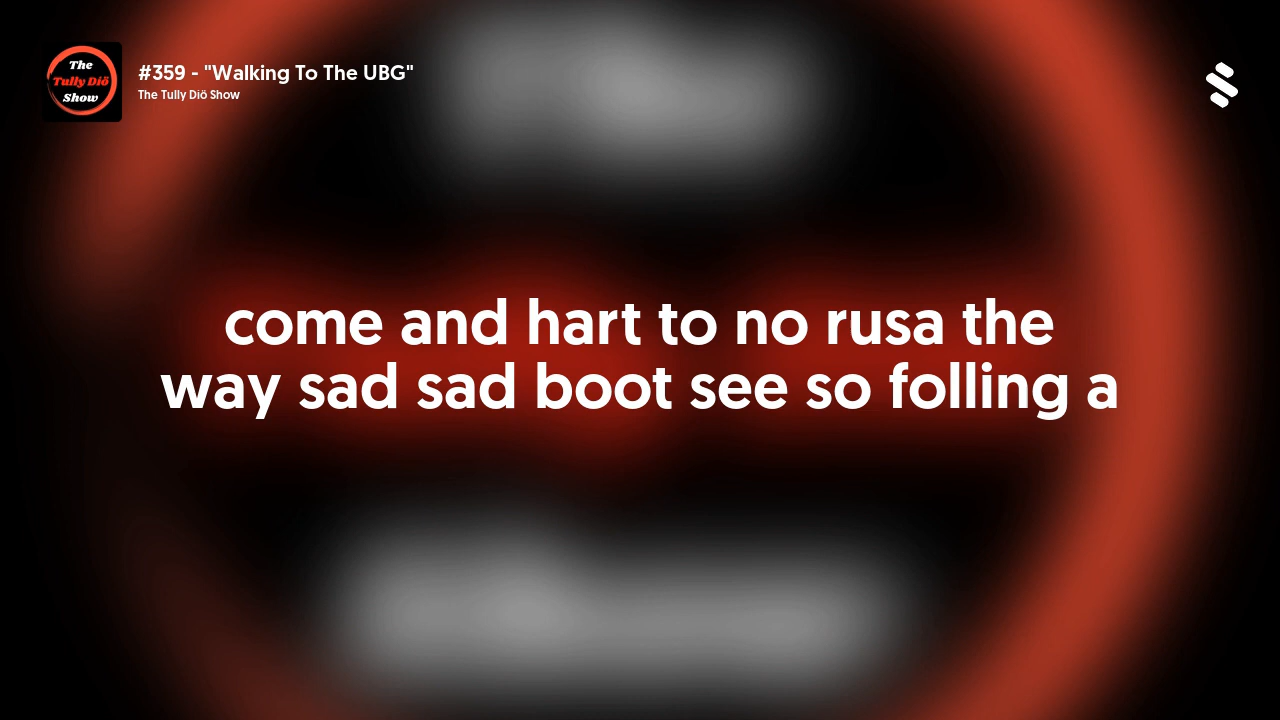 The
Tully Diö
Show
#359 - "Walking To The UBG"
The Tully Diö Show
come and hart to no rusa the
way sad sad boot see so folling a